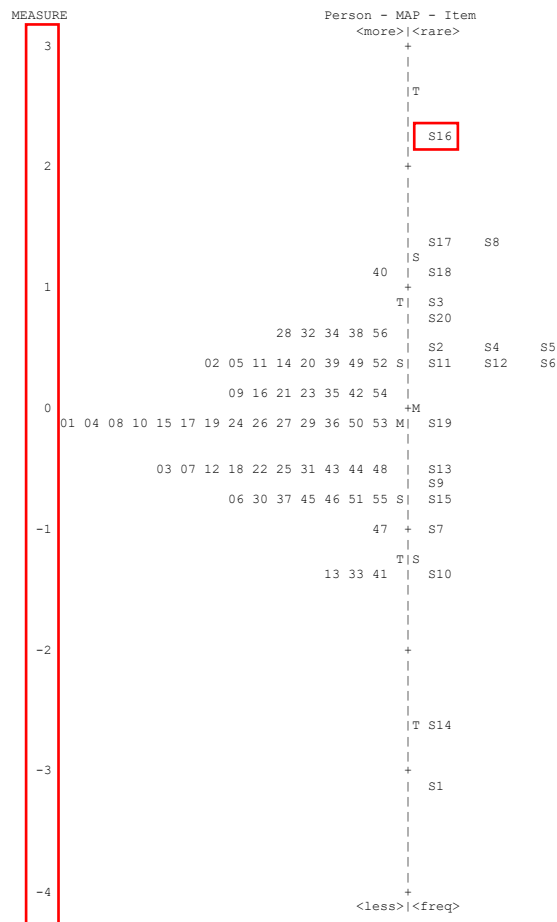 MEASURE Person - MAP - Item
<more>|<rare>
3 +
|
|
|
|T
|
|
|
| S16
|
2 +
|
|
|
|
|
| S17 S8
|S
40 | S18
1 +
T| S3
| S20
28 32 34 38 56 |
| S2 S4 S5
02 05 11 14 20 39 49 52 S| S11 S12 S6
|
09 16 21 23 35 42 54 |
0 +M
01 04 08 10 15 17 19 24 26 27 29 36 50 53 M| S19
|
|
03 07 12 18 22 25 31 43 44 48 | S13
| S9
06 30 37 45 46 51 55 S| S15
|
-1 47 + S7
|
T|S
13 33 41 | S10
|
|
|
|
|
-2 +
|
|
|
|
|
|T S14
|
|
-3 +
| S1
|
|
|
|
|
|
|
-4 +
<less>|<freq>